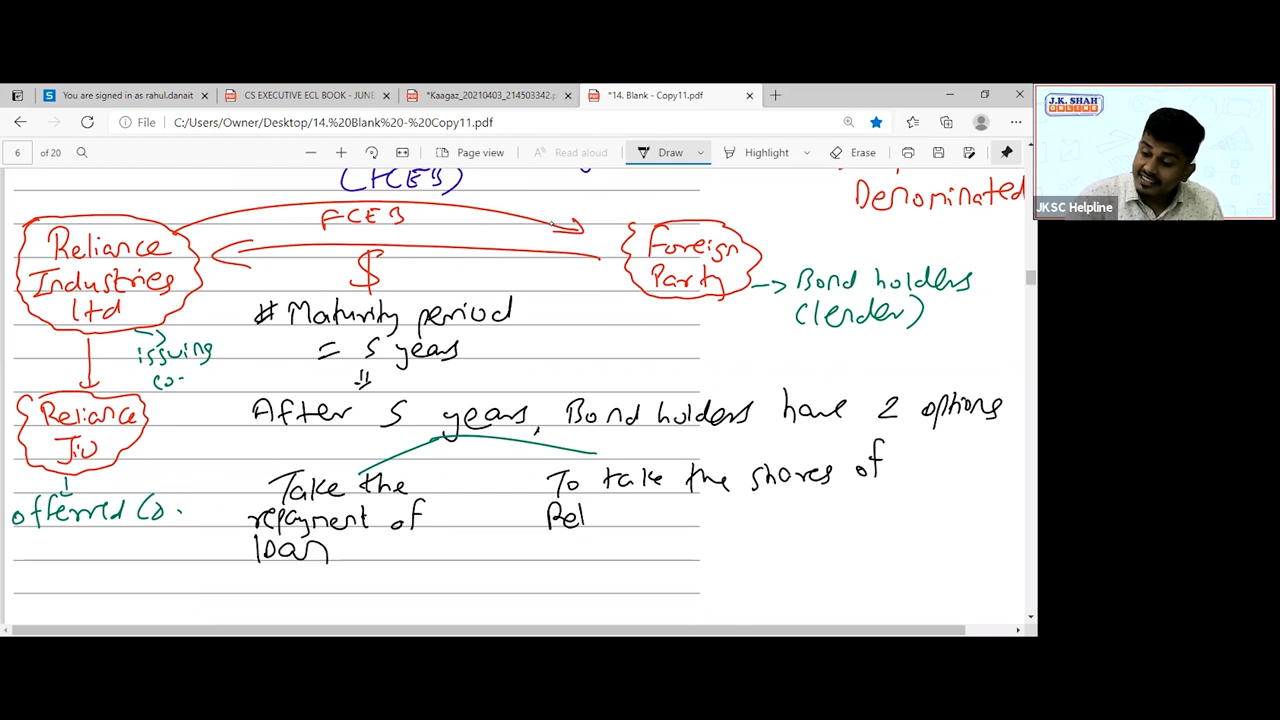 You are signed in as rahul.danait
CS EXECUTIVE ECL BOOK - JUNE
*Kaagaz_20210403_214503342.p
*14. Blank - Copy11.pdf
File
C:/Users/Owner/Desktop/14.%20Blank%20-%20Copy11.pdf
6 of 20
Page view
Read aloud
Draw
Highlight
Erase
J.K. SHAH
ONLINE
JKSC Helpline
(FCEB)
Denominated
FCEB
Reliance
Industries
Ltd
$
Foreign
Party
-> Bond holders
(lender)
issuing
co.
# Maturity period
= 5 years
After 5 years, Bond holders have 2 options
Reliance
Jio
offerred Co.
Take the
repayment of
loan
To take the shares of
Rel